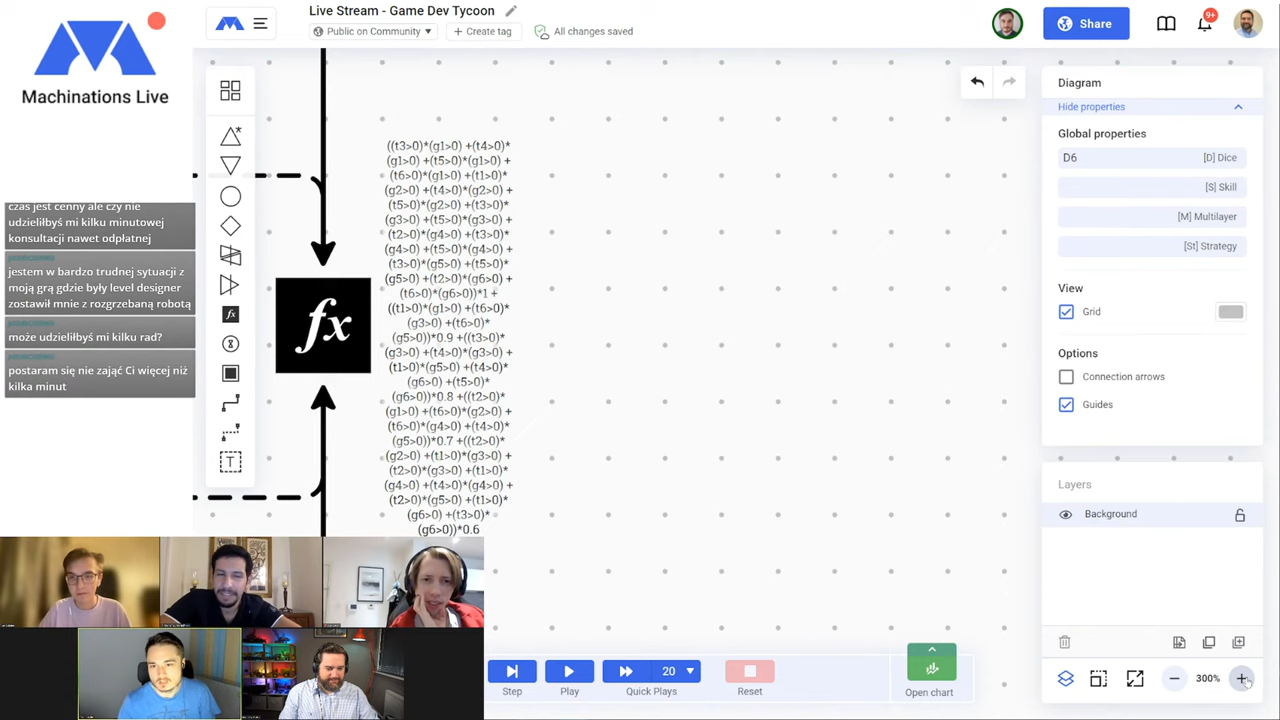 Machinations Live
czas jest cenny ale czy nie
udzieliłbyś mi kilku minutowej
konsultacji nawet odpłatnej
jestem w bardzo trudnej sytuacji z
moją grą gdzie były level designer
zostawił mnie z rozgrzebaną robotą
może udzieliłbyś mi kilku rad?
postaram się nie zająć Ci więcej niż
kilka minut
Live Stream - Game Dev Tycoon
Public on Community
+ Create tag
All changes saved
Share
9+
fx
T
fx
((t3>0)*(g1>0) +(t4>0)*
(g1>0) +(t5>0)*(g1>0) +
(t6>0)*(g1>0) +(t1>0)*
(g2>0) +(t4>0)*(g2>0) +
(t5>0)*(g2>0) +(t3>0)*
(g3>0) +(t5>0)*(g3>0) +
(t2>0)*(g4>0) +(t3>0)*
(g4>0) +(t5>0)*(g4>0) +
(t3>0)*(g5>0) +(t5>0)*
(g5>0) +(t2>0)*(g6>0) +
(t6>0)*(g6>0))*1 +
((t1>0)*(g1>0) +(t6>0)*
(g3>0) +(t6>0)*
(g5>0))*0.9 +((t3>0)*
(g3>0) +(t4>0)*(g3>0) +
(t1>0)*(g5>0) +(t4>0)*
(g6>0) +(t5>0)*
(g6>0))*0.8 +((t2>0)*
(g1>0) +(t6>0)*(g2>0) +
(t6>0)*(g4>0) +(t4>0)*
(g5>0))*0.7 +((t2>0)*
(g2>0) +(t1>0)*(g3>0) +
(t2>0)*(g3>0) +(t1>0)*
(g4>0) +(t4>0)*(g4>0) +
(t2>0)*(g5>0) +(t1>0)*
(g6>0) +(t3>0)*
(g6>0))*0.6
Diagram
Hide properties
Global properties
D6 [D] Dice
[S] Skill
[M] Multilayer
[St] Strategy
View
Grid
Options
Connection arrows
Guides
Layers
Background
300%
Step
Play
20
Quick Plays
Reset
Open chart